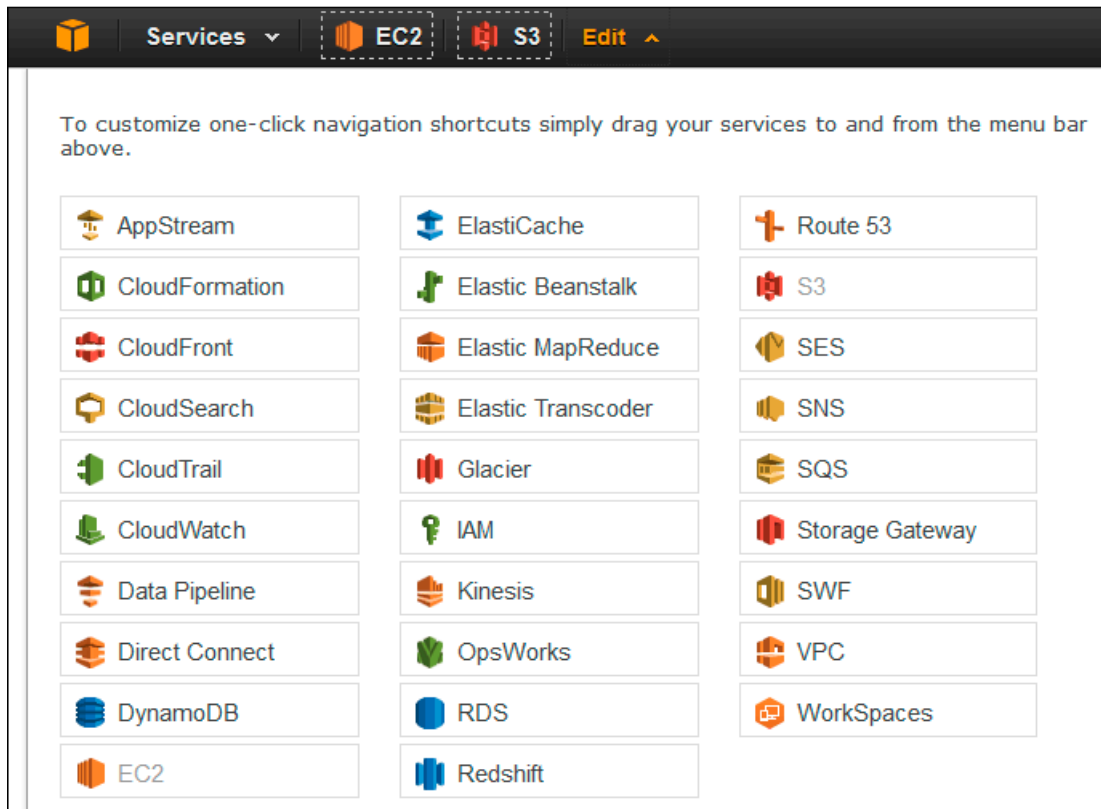 Services EC2 S3 Edit
To customize one-click navigation shortcuts simply drag your services to and from the menu bar
above.
AppStream
CloudFormation
CloudFront
CloudSearch
CloudTrail
CloudWatch
Data Pipeline
Direct Connect
DynamoDB
EC2
ElastiCache
Elastic Beanstalk
Elastic MapReduce
Elastic Transcoder
Glacier
IAM
Kinesis
OpsWorks
RDS
Redshift
Route 53
S3
SES
SNS
SQS
Storage Gateway
SWF
VPC
WorkSpaces